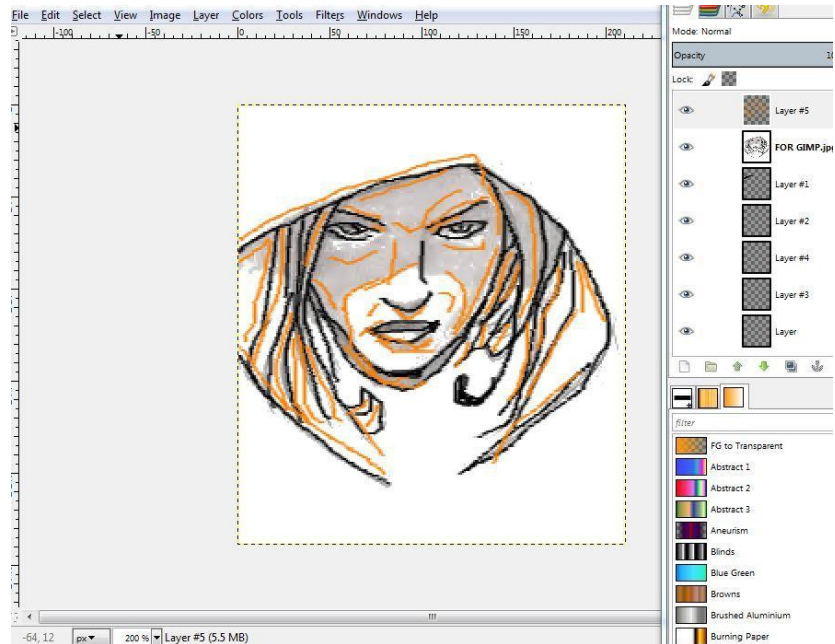 File Edit Select View Image Layer Colors Tools Filters Windows Help
-100 -50 0 50 100 150 200
Mode: Normal
Opacity 10
Lock:
Layer #5
FOR GIMP.jpg
Layer #1
Layer #2
Layer #4
Layer #3
Layer
filter
FG to Transparent
Abstract 1
Abstract 2
Abstract 3
Aneurism
Blinds
Blue Green
Browns
Brushed Aluminium
Burning Paper
-64, 12 px 200 % Layer #5 (5.5 MB)